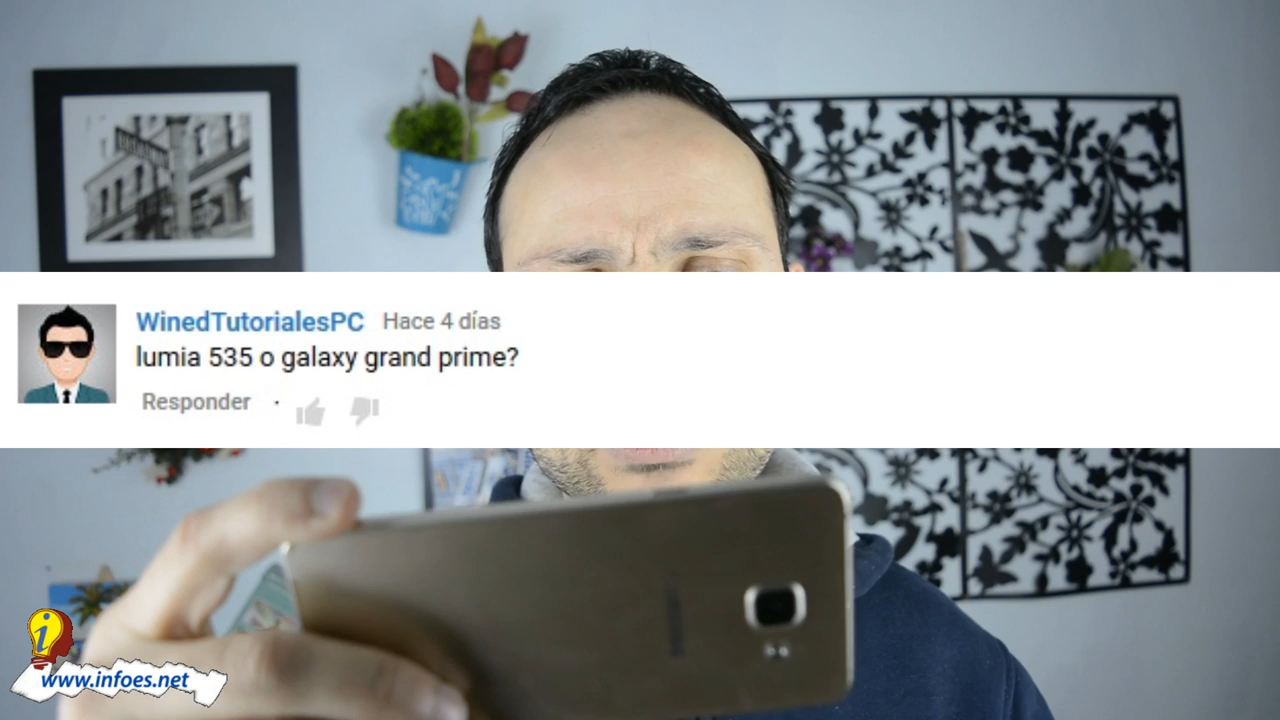 WinedTutorialesPC Hace 4 días
lumia 535 o galaxy grand prime?
Responder ·
www.infoes.net